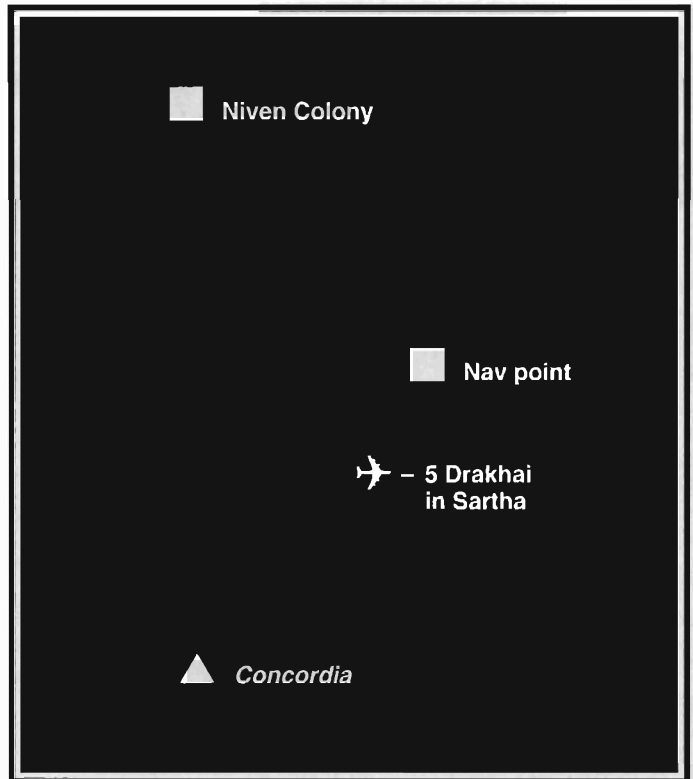 Niven Colony
Nav point
– 5 Drakhai
in Sartha
Concordia